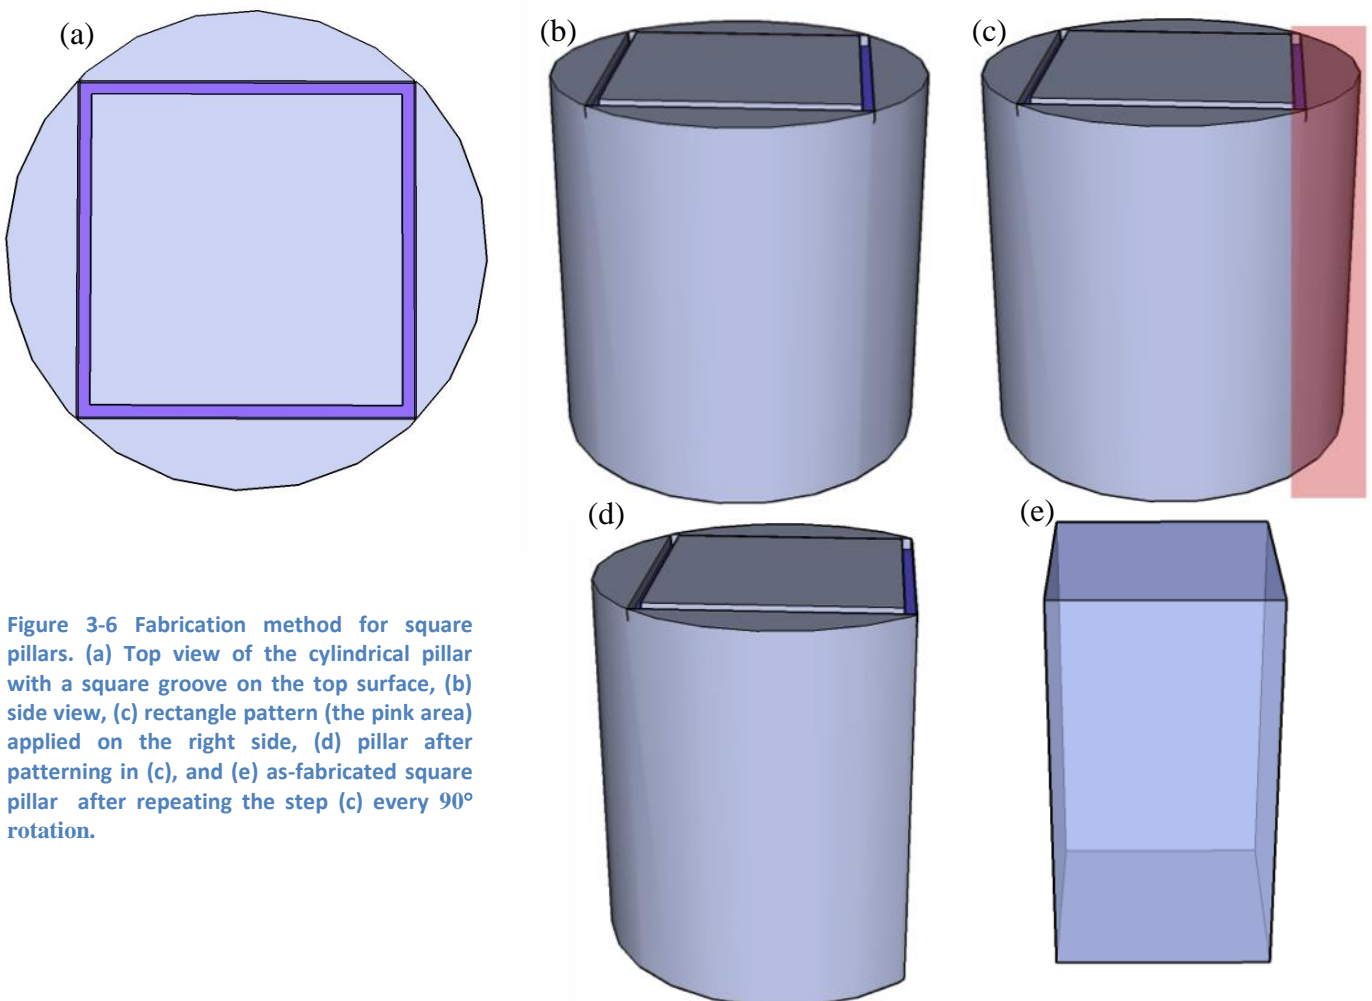 (a)
(b)
(c)
(d)
(e)
Figure 3-6 Fabrication method for square
pillars. (a) Top view of the cylindrical pillar
with a square groove on the top surface, (b)
side view, (c) rectangle pattern (the pink area)
applied on the right side, (d) pillar after
patterning in (c), and (e) as-fabricated square
pillar after repeating the step (c) every 90°
rotation.